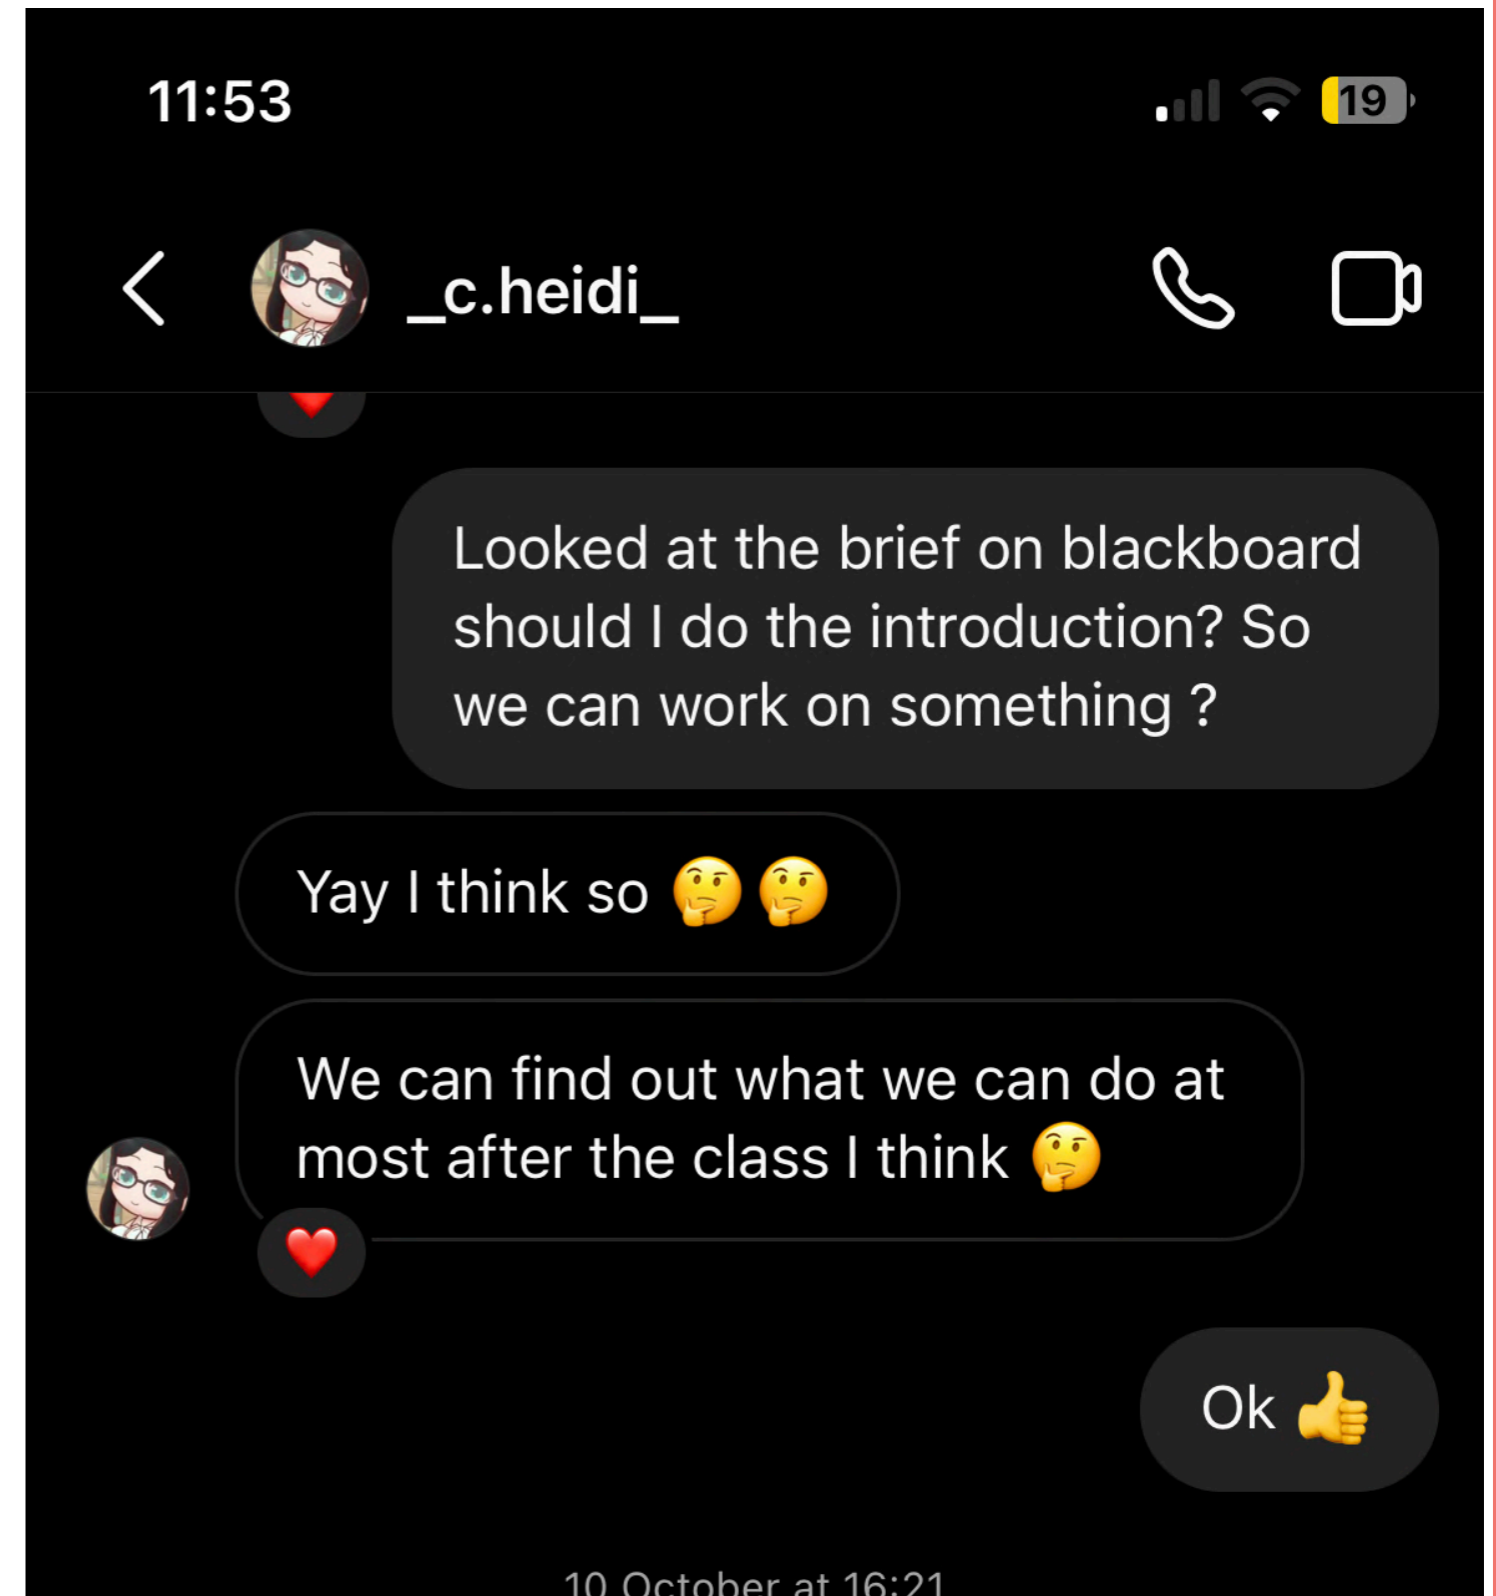 11:53
19
_c.heidi_
Looked at the brief on blackboard
should I do the introduction? So
we can work on something ?
Yay I think so 🤔🤔
We can find out what we can do at
most after the class I think 🤔
Ok 👍
10 October at 16:21